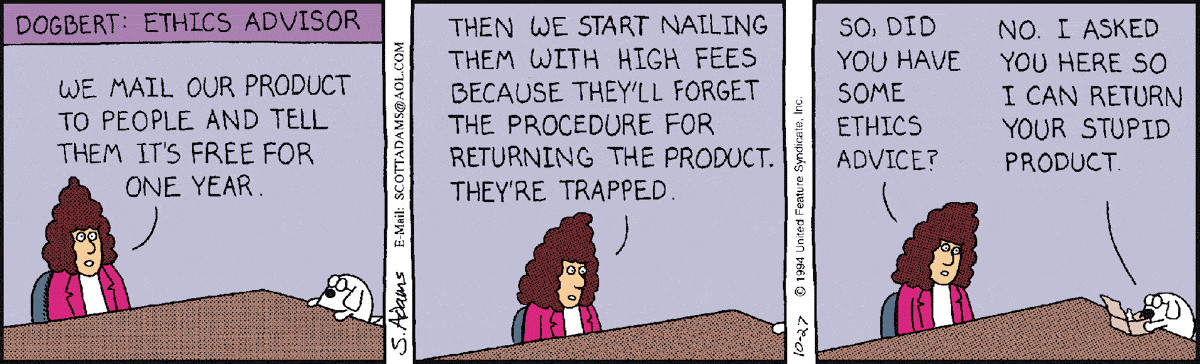 DOGBERT: ETHICS ADVISOR
WE MAIL OUR PRODUCT
TO PEOPLE AND TELL
THEM IT'S FREE FOR
ONE YEAR.
S. Adams
E-Mail: SCOTTADAMS@AOL.COM
THEN WE START NAILING
THEM WITH HIGH FEES
BECAUSE THEY'LL FORGET
THE PROCEDURE FOR
RETURNING THE PRODUCT.
THEY'RE TRAPPED.
10-27
© 1994 United Feature Syndicate, Inc.
SO, DID
YOU HAVE
SOME
ETHICS
ADVICE?
NO. I ASKED
YOU HERE SO
I CAN RETURN
YOUR STUPID
PRODUCT.